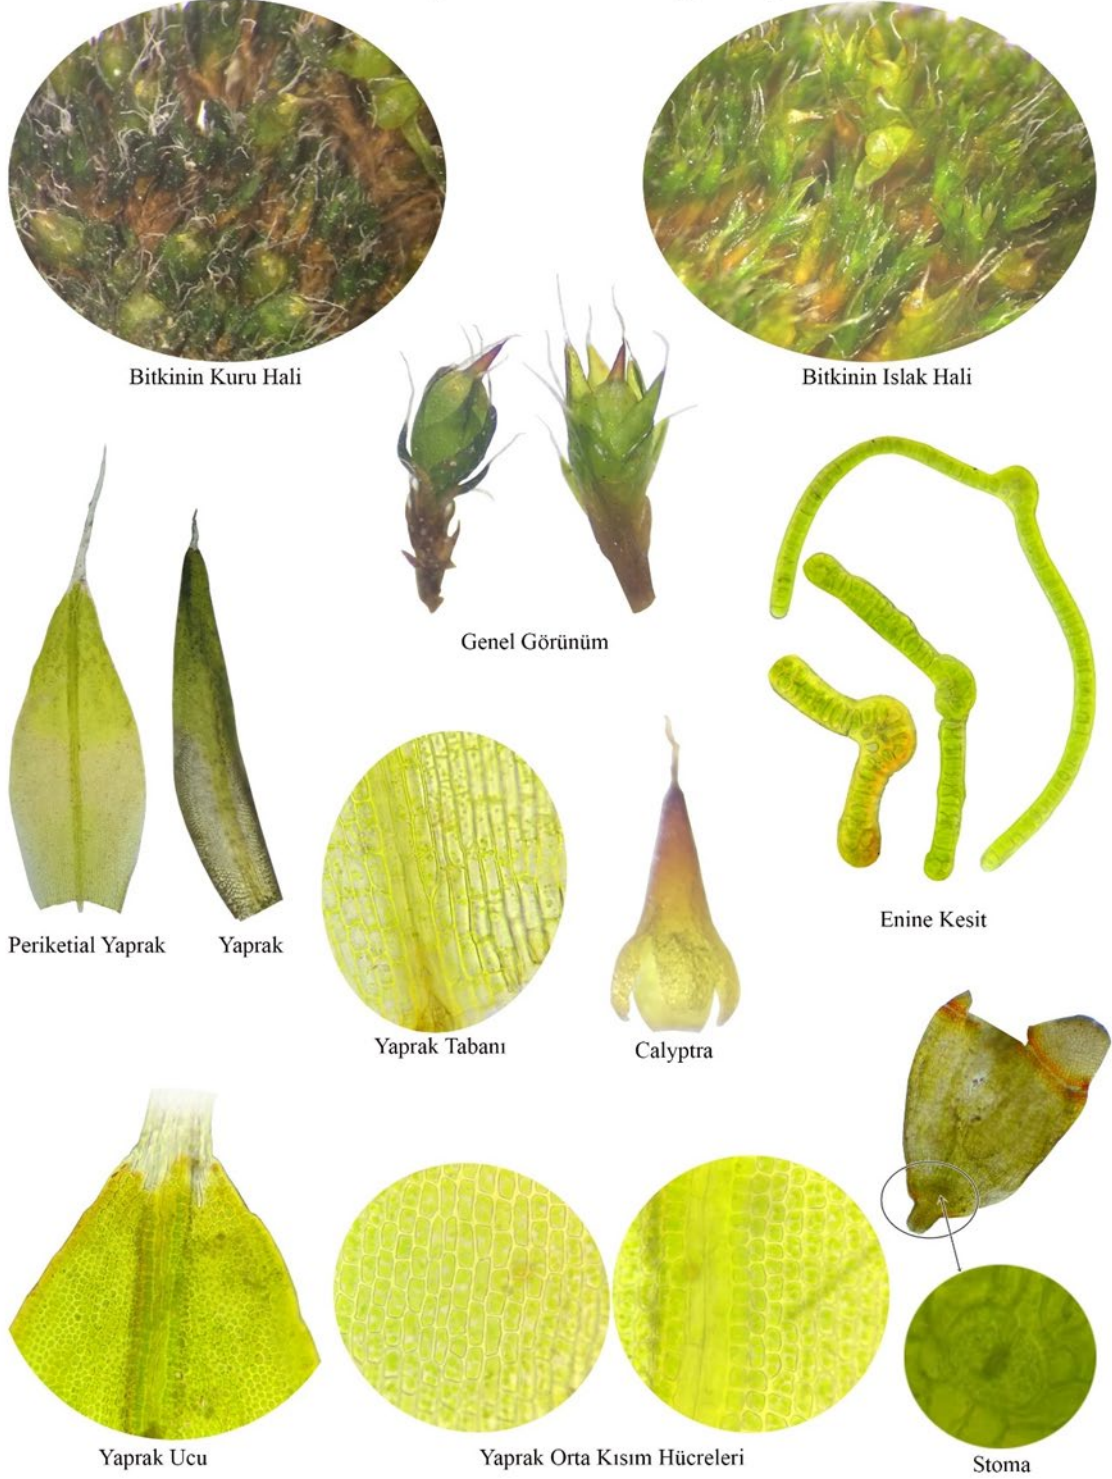 Bitkinin Kuru Hali
Bitkinin Islak Hali
Genel Görünüm
Periketial Yaprak
Yaprak
Enine Kesit
Yaprak Tabanı
Calyptra
Yaprak Ucu
Yaprak Orta Kısım Hücreleri
Stoma